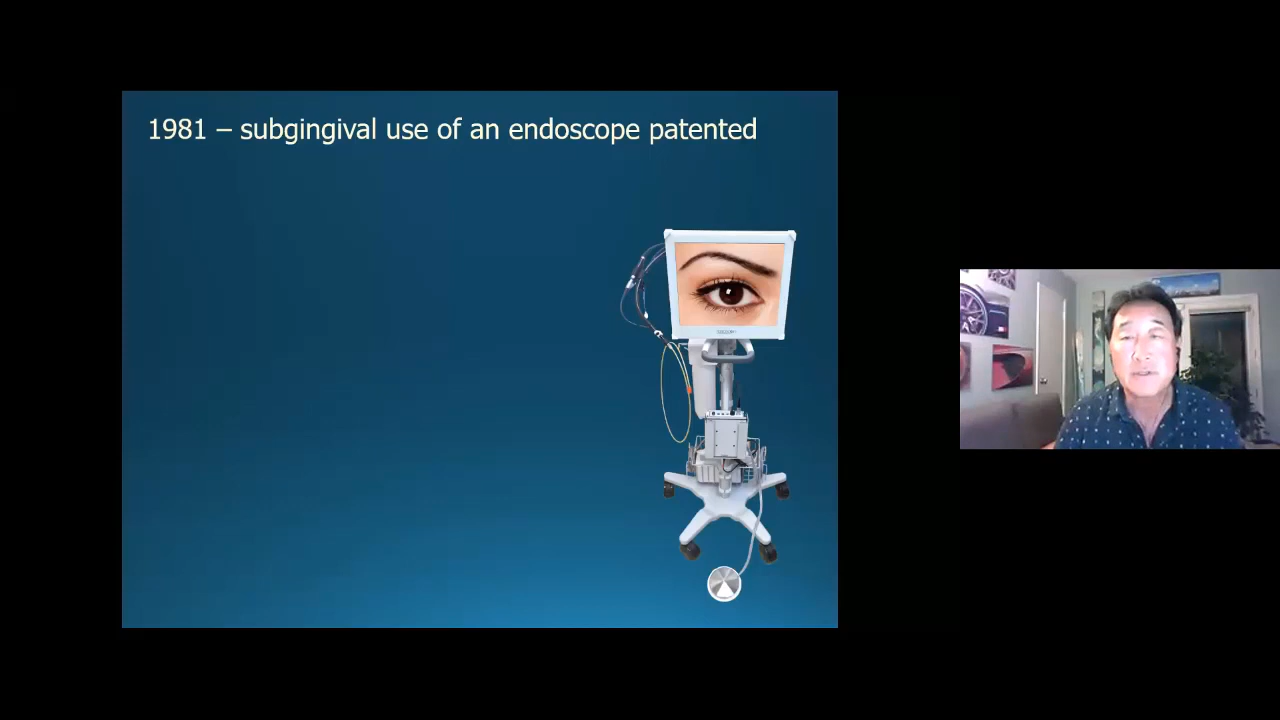 1981 – subgingival use of an endoscope patented